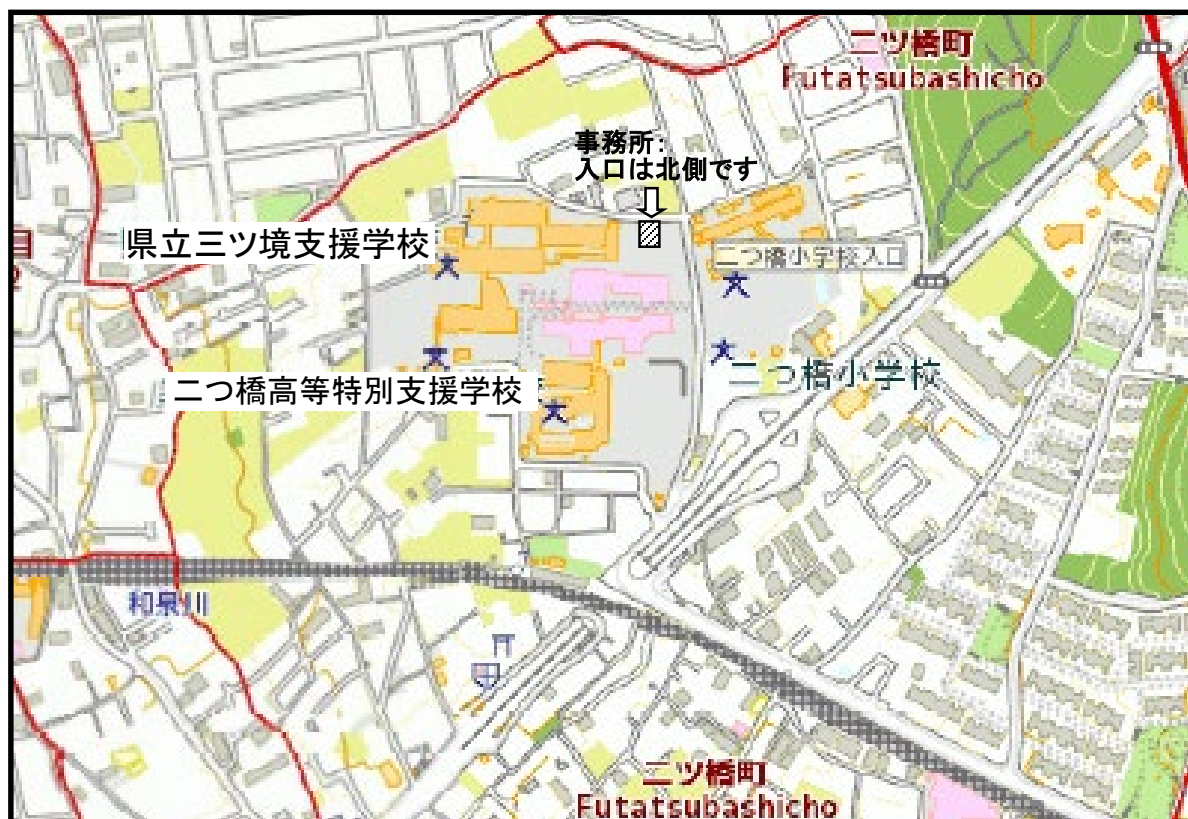 二ツ橋町
Futatsubashicho
事務所：
入口は北側です
県立三ツ境支援学校
二つ橋小学校入口
目
二つ橋小学校
二つ橋高等特別支援学校
和泉川
二ツ橋町
Futatsubashicho